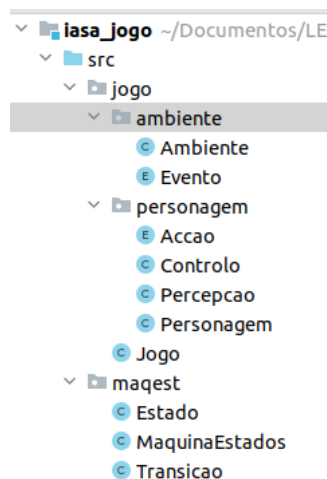 iasa_jogo ~/Documentos/LE
src
jogo
ambiente
C Ambiente
E Evento
personagem
E Accao
C Controlo
C Percepcao
C Personagem
C Jogo
maqest
C Estado
C MaquinaEstados
C Transicao